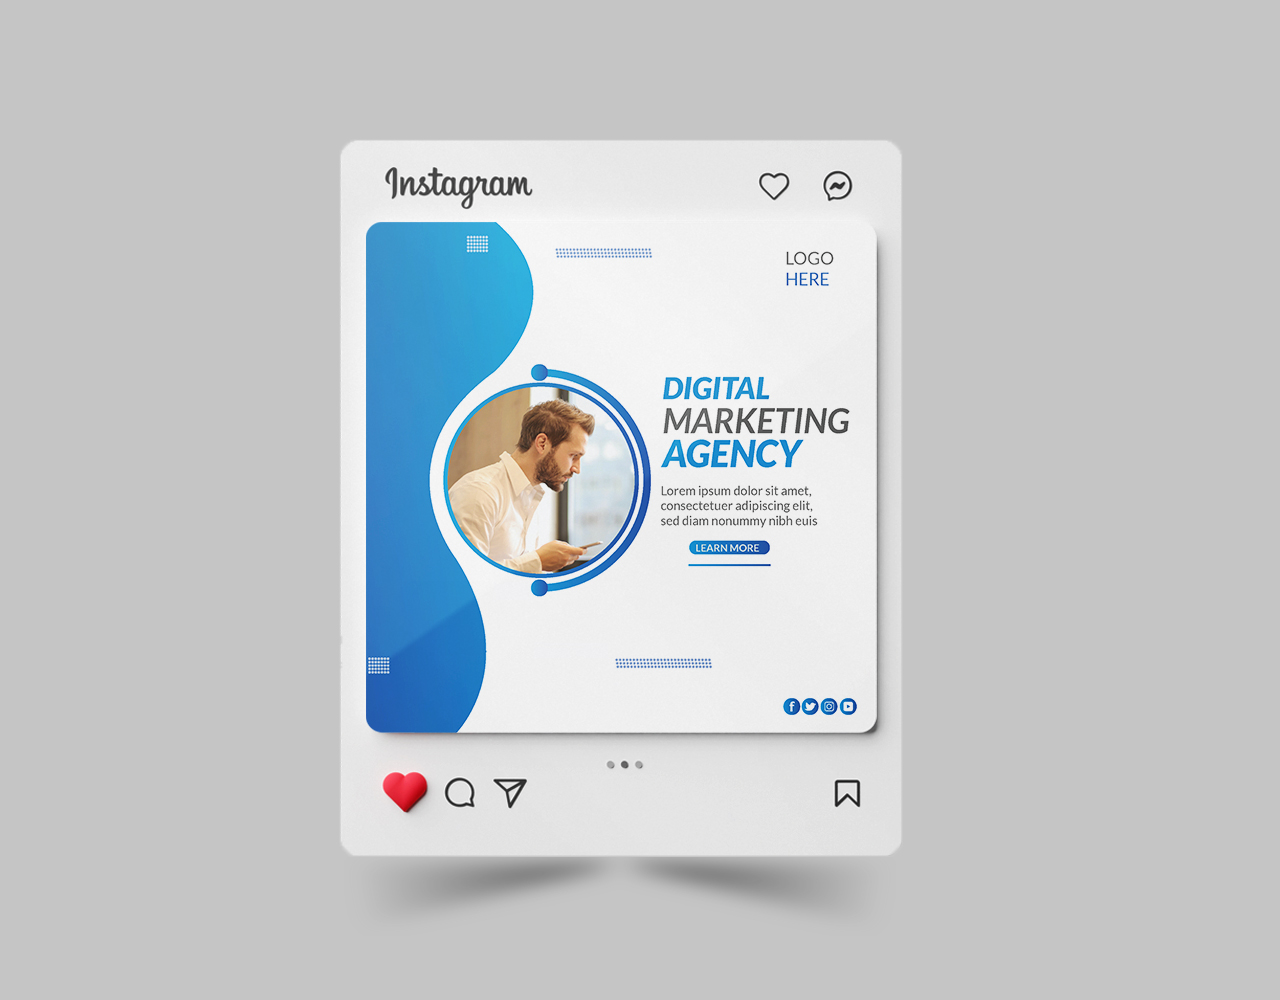 Instagram
LOGO
HERE
DIGITAL
MARKETING
AGENCY
Lorem ipsum dolor sit amet,
consectetuer adipiscing elit,
sed diam nonummy nibh euis
LEARN MORE